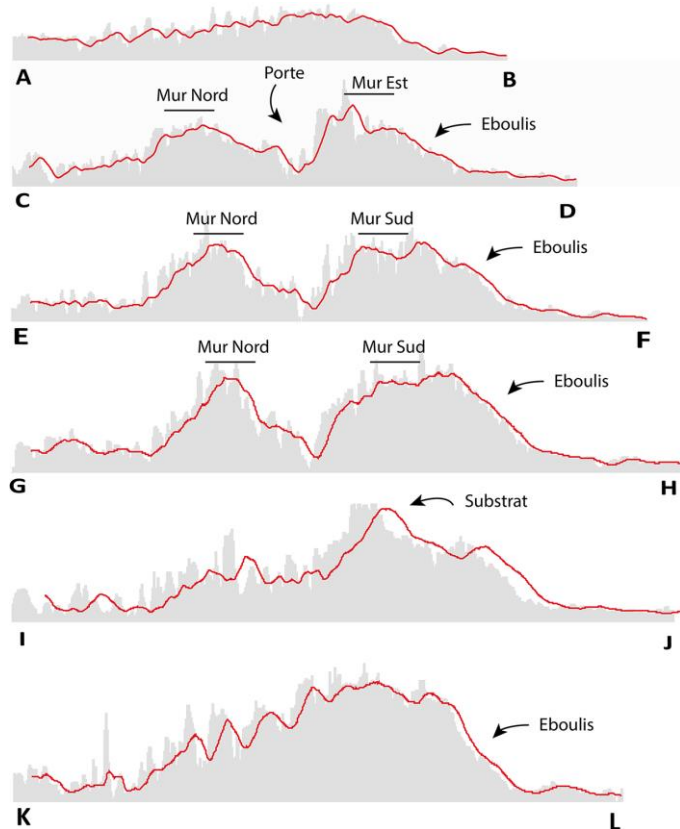 A B
Porte
Mur Nord Mur Est
Eboulis
C D
Mur Nord Mur Sud
Eboulis
E F
Mur Nord Mur Sud
Eboulis
G H
Substrat
I J
Eboulis
K L